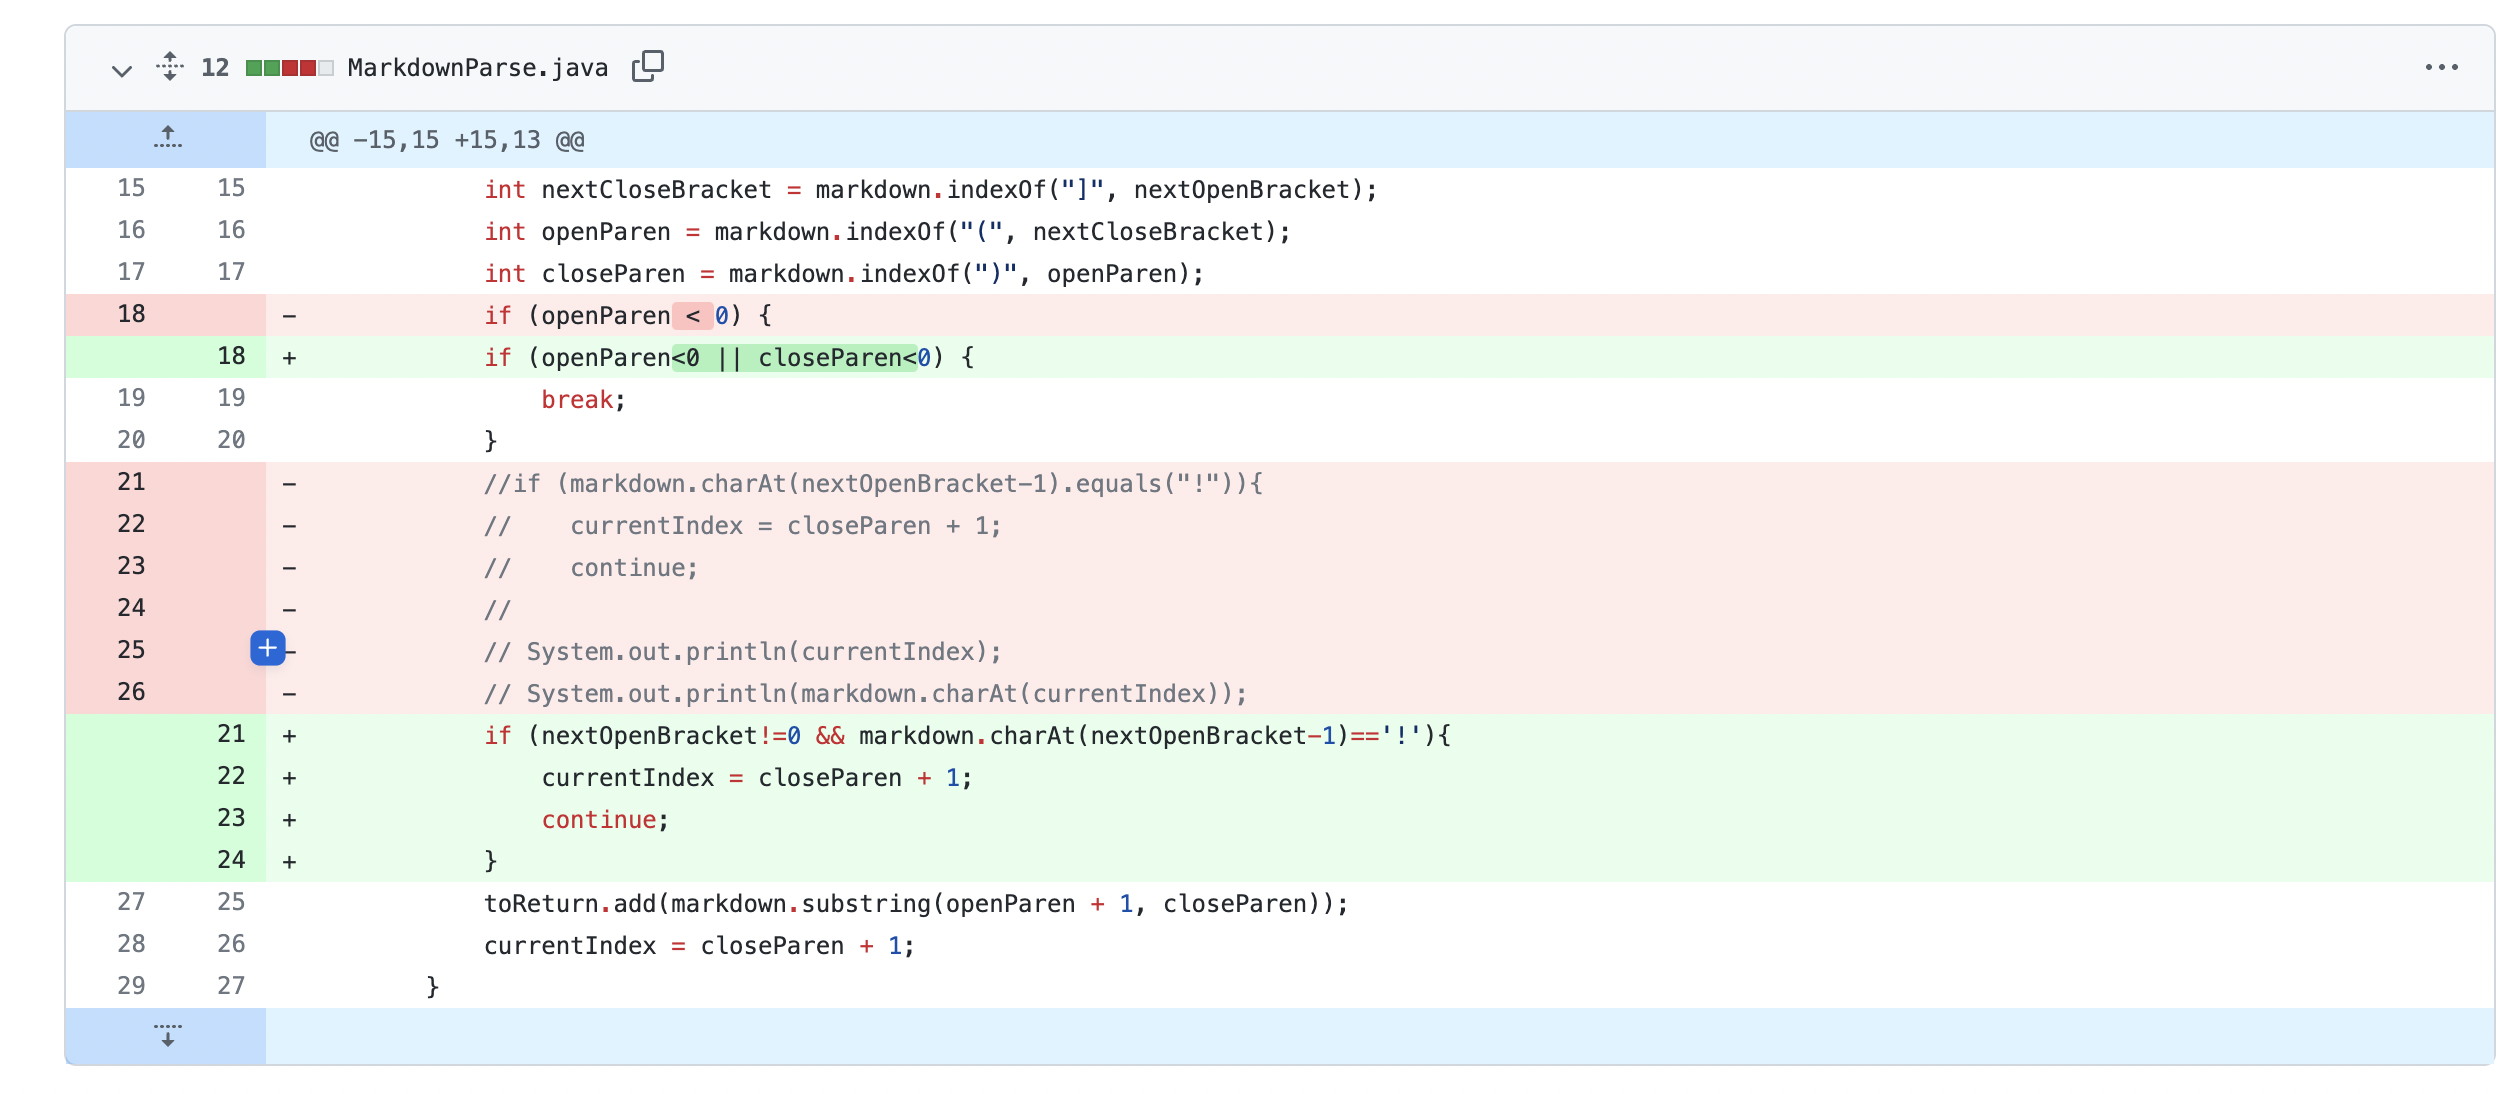 12 MarkdownParse.java
@@ -15,15 +15,13 @@
15 15 int nextCloseBracket = markdown.indexOf("]", nextOpenBracket);
16 16 int openParen = markdown.indexOf("(", nextCloseBracket);
17 17 int closeParen = markdown.indexOf(")", openParen);
18 - if (openParen < 0) {
18 + if (openParen<0 || closeParen<0) {
19 19 break;
20 20 }
21 - //if (markdown.charAt(nextOpenBracket-1).equals("!")){
22 - //    currentIndex = closeParen + 1;
23 - //    continue;
24 - //
25 - // System.out.println(currentIndex);
26 - // System.out.println(markdown.charAt(currentIndex));
21 + if (nextOpenBracket!=0 && markdown.charAt(nextOpenBracket-1)=='!'){
22 + currentIndex = closeParen + 1;
23 + continue;
24 + }
27 25 toReturn.add(markdown.substring(openParen + 1, closeParen));
28 26 currentIndex = closeParen + 1;
29 27 }